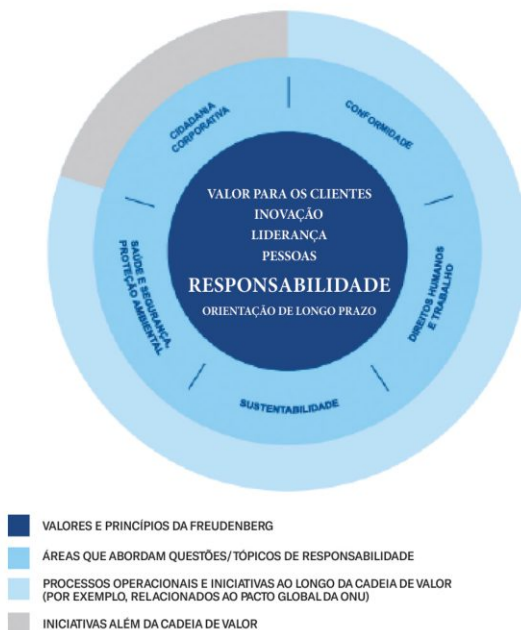 CIDADANIA
CORPORATIVA
CONFORMIDADE
VALOR PARA OS CLIENTES
INOVAÇÃO
LIDERANÇA
PESSOAS
RESPONSABILIDADE
ORIENTAÇÃO DE LONGO PRAZO
SAÚDE E SEGURANÇA,
PROTEÇÃO AMBIENTAL
DIREITOS HUMANOS
E TRABALHO
SUSTENTABILIDADE
VALORES E PRINCÍPIOS DA FREUDENBERG
ÁREAS QUE ABORDAM QUESTÕES/TÓPICOS DE RESPONSABILIDADE
PROCESSOS OPERACIONAIS E INICIATIVAS AO LONGO DA CADEIA DE VALOR
(POR EXEMPLO, RELACIONADOS AO PACTO GLOBAL DA ONU)
INICIATIVAS ALÉM DA CADEIA DE VALOR